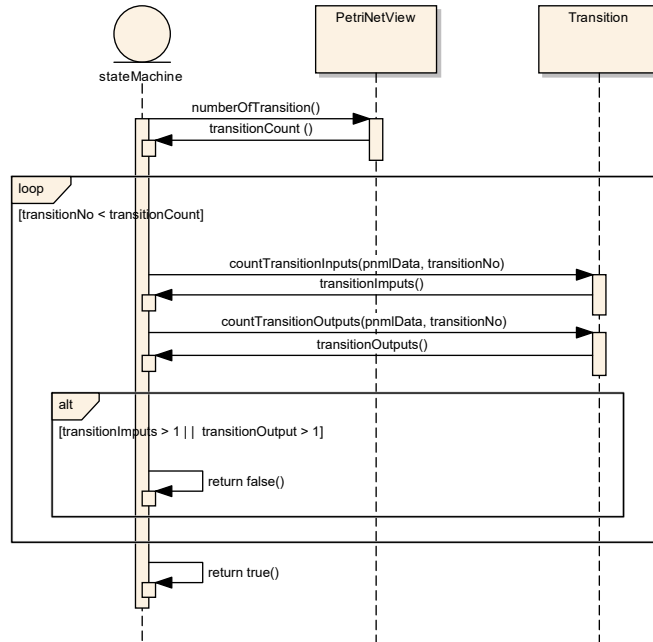 PetriNetView
Transition
stateMachine
numberOfTransition()
transitionCount ()
loop
[transitionNo < transitionCount]
countTransitionInputs(pnmlData, transitionNo)
transitionImputs()
countTransitionOutputs(pnmlData, transitionNo)
transitionOutputs()
alt
[transitionImputs > 1 || transitionOutput > 1]
return false()
return true()